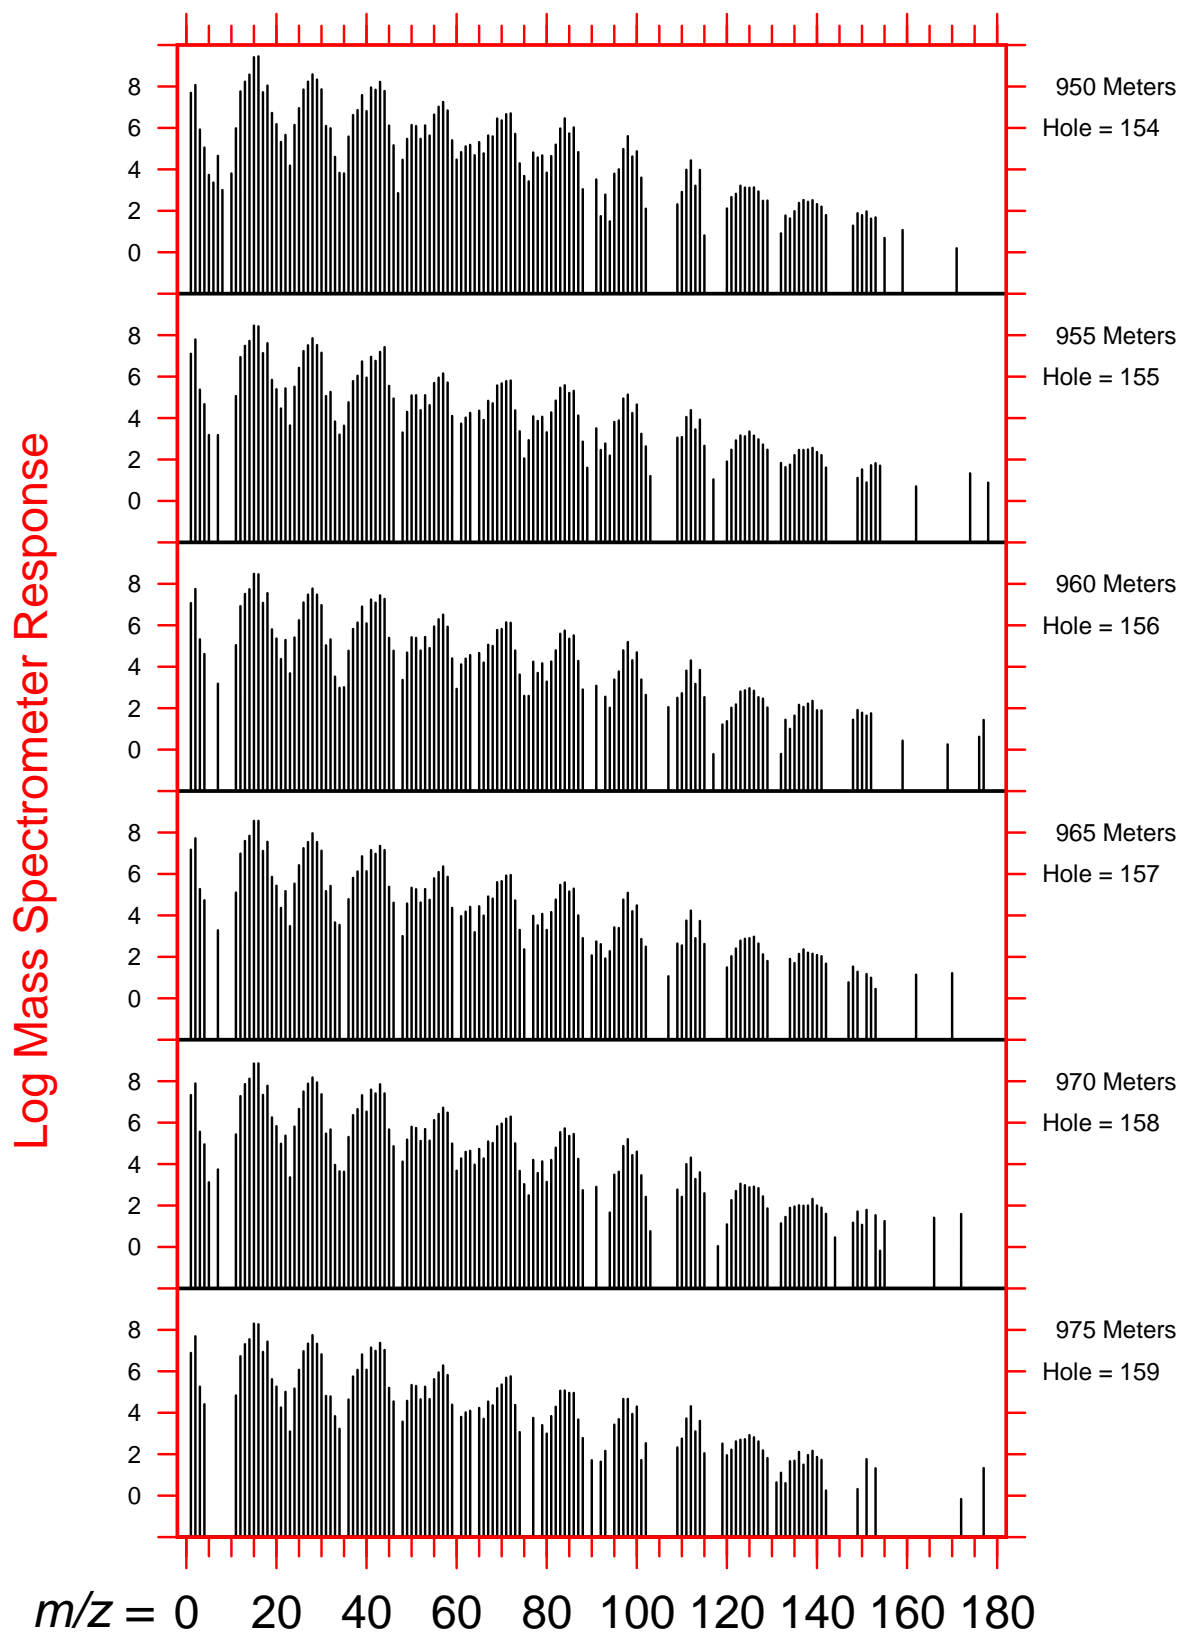 Log Mass Spectrometer Response
8
6
4
2
0
950 Meters
Hole = 154
8
6
4
2
0
955 Meters
Hole = 155
8
6
4
2
0
960 Meters
Hole = 156
8
6
4
2
0
965 Meters
Hole = 157
8
6
4
2
0
970 Meters
Hole = 158
8
6
4
2
0
975 Meters
Hole = 159
m/z = 0 20 40 60 80 100 120 140 160 180